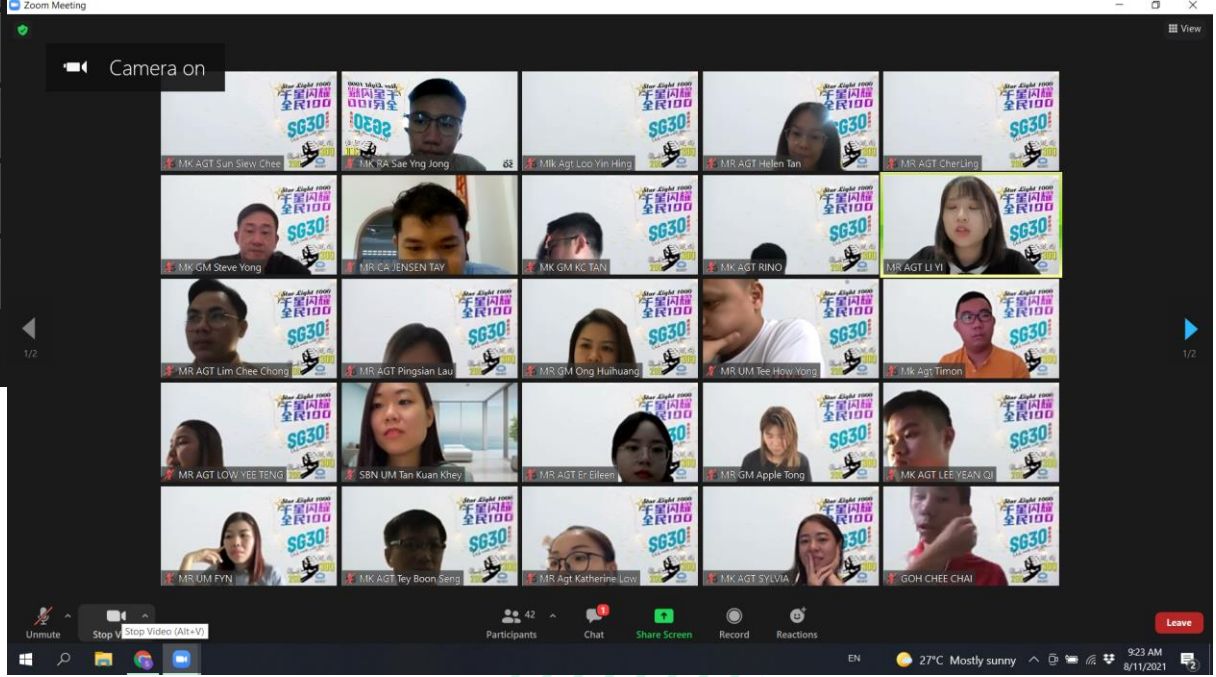 Zoom Meeting
View
Camera on
Star Light 1000
千星闪耀
全民100
SG30
MK AGT Sun Siew Chee
MK RA Sae Yng Jong
Mlk Agt Loo Yin Hing
MR AGT Helen Tan
MR AGT CherLing
MK GM Steve Yong
MR CA JENSEN TAY
MK GM KC TAN
MK AGT RINO
MR AGT LI YI
1/2
1/2
MR AGT Lim Chee Chong
MR AGT Pingsian Lau
MR GM Ong Huihuang
MR UM Tee How Yong
Mk Agt Timon
MR AGT LOW YEE TENG
SBN UM Tan Kuan Khey
MR AGT Er Eileen
MR GM Apple Tong
MK AGT LEE YEAN QI
MR UM FYN
MK AGT Tey Boon Seng
MR Agt Katherine Low
MK AGT SYLVIA
GOH CHEE CHAI
Unmute
Stop V
Stop Video (Alt+V)
42
Participants
1
Chat
Share Screen
Record
Reactions
Leave
EN
27°C Mostly sunny
9:23 AM
8/11/2021
2